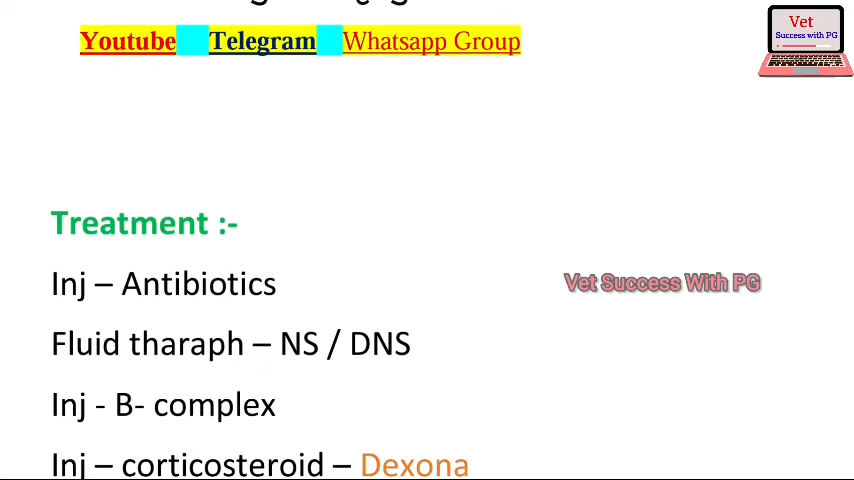 Youtube Telegram Whatsapp Group
Vet
Success with PG
Treatment :-
Inj – Antibiotics
Vet Success With PG
Fluid tharaph – NS / DNS
Inj - B- complex
Inj – corticosteroid – Dexona